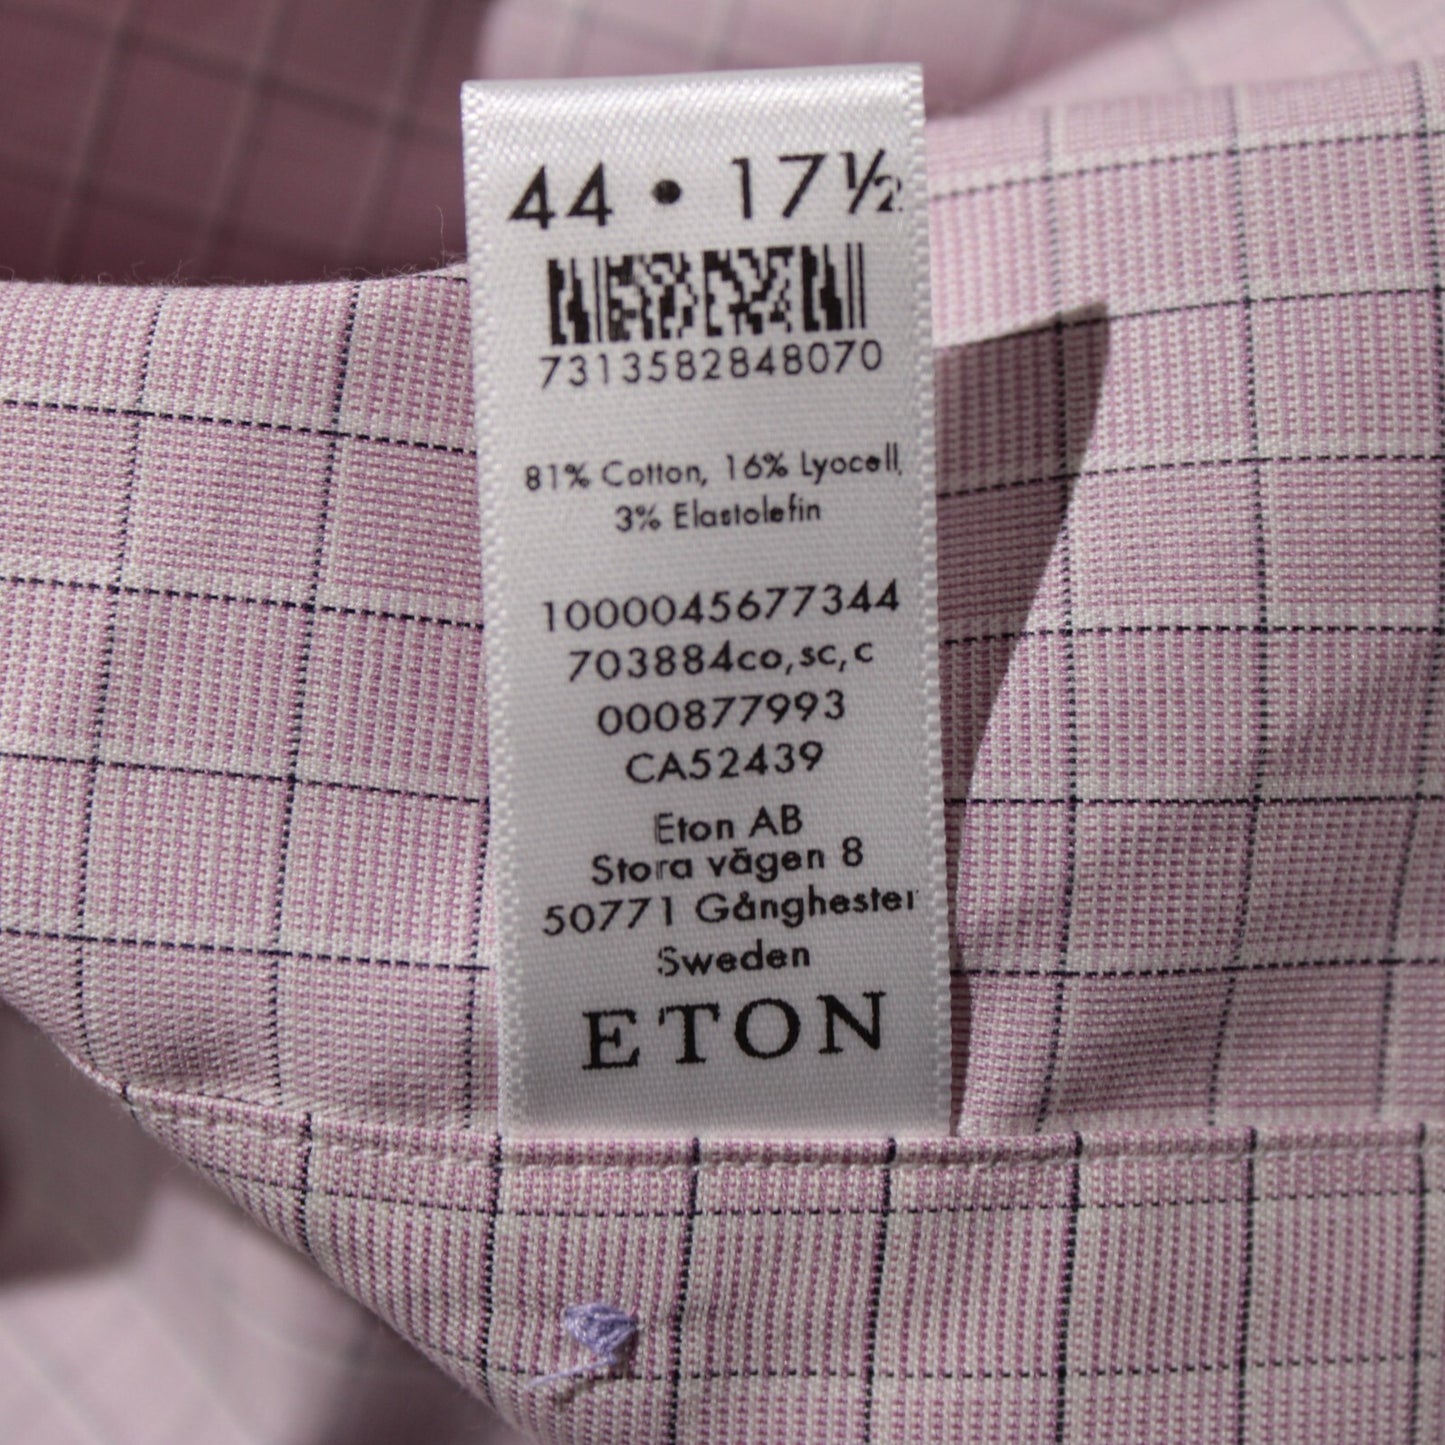 44 • 17½
7313582848070
81% Cotton, 16% Lyocell,
3% Elastolefin
1000045677344
703884co,sc,c
000877993
CA52439
Eton AB
Stora vägen 8
50771 Gånghester
Sweden
ETON